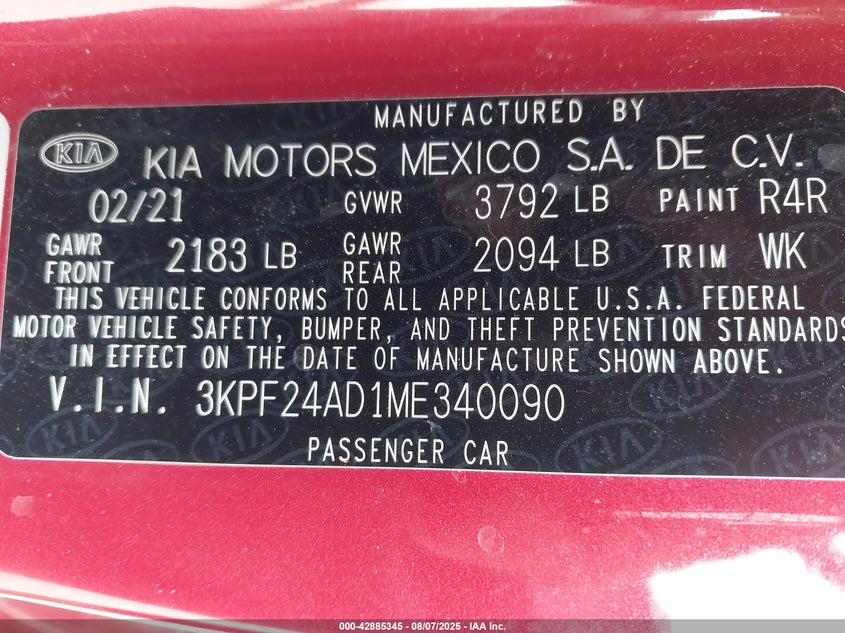 MANUFACTURED BY
KIA KIA MOTORS MEXICO S.A. DE C.V.
02/21 GVWR 3792 LB PAINT R4R
GAWR FRONT 2183 LB GAWR REAR 2094 LB TRIM WK
THIS VEHICLE CONFORMS TO ALL APPLICABLE U.S.A. FEDERAL
MOTOR VEHICLE SAFETY, BUMPER, AND THEFT PREVENTION STANDARDS
IN EFFECT ON THE DATE OF MANUFACTURE SHOWN ABOVE.
V.I.N. 3KPF24AD1ME340090
PASSENGER CAR
000-42885345 - 08/07/2025 - IAA Inc.